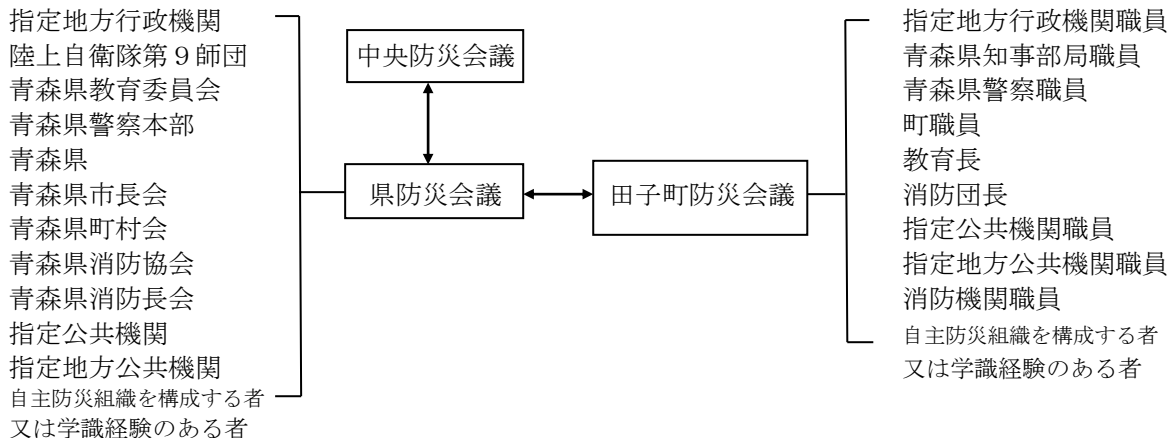 指定地方行政機関
陸上自衛隊第９師団
青森県教育委員会
青森県警察本部
青森県
青森県市長会
青森県町村会
青森県消防協会
青森県消防長会
指定公共機関
指定地方公共機関
自主防災組織を構成する者
又は学識経験のある者
中央防災会議
県防災会議
田子町防災会議
指定地方行政機関職員
青森県知事部局職員
青森県警察職員
町職員
教育長
消防団長
指定公共機関職員
指定地方公共機関職員
消防機関職員
自主防災組織を構成する者
又は学識経験のある者